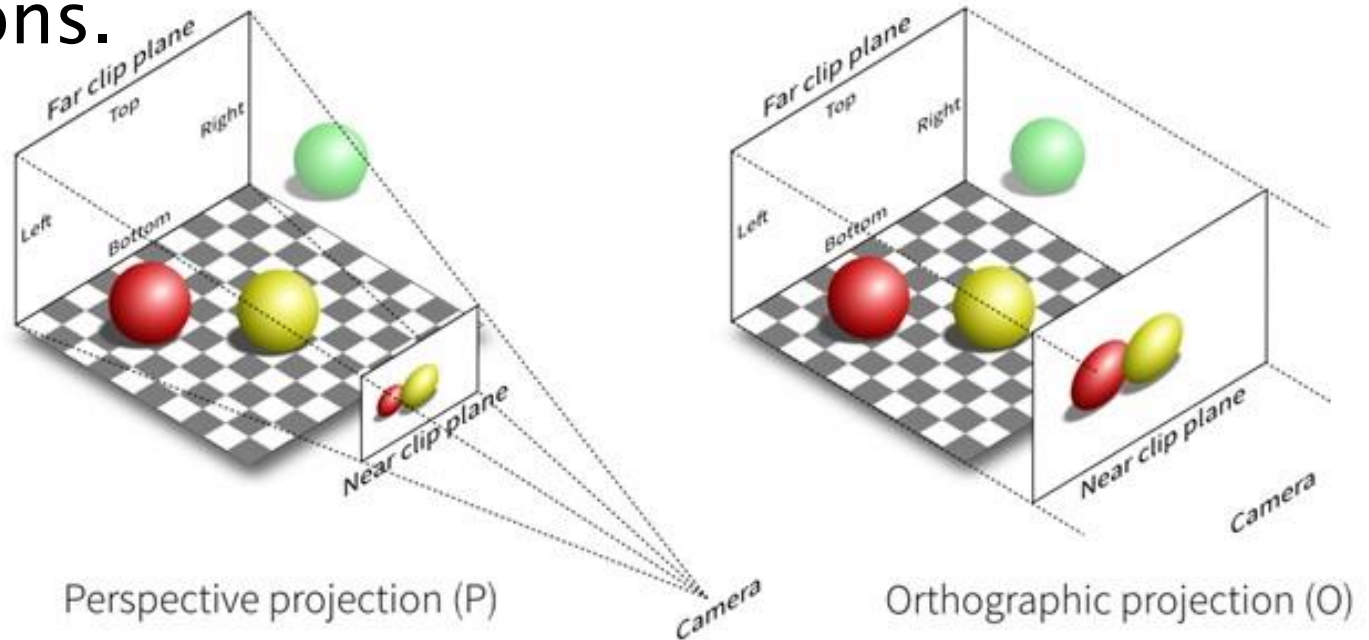 ons.
Far clip plane
Top
Right
Left
Bottom
Near clip plane
Camera
Perspective projection (P)
Far clip plane
Top
Right
Left
Bottom
Near clip plane
Camera
Orthographic projection (O)